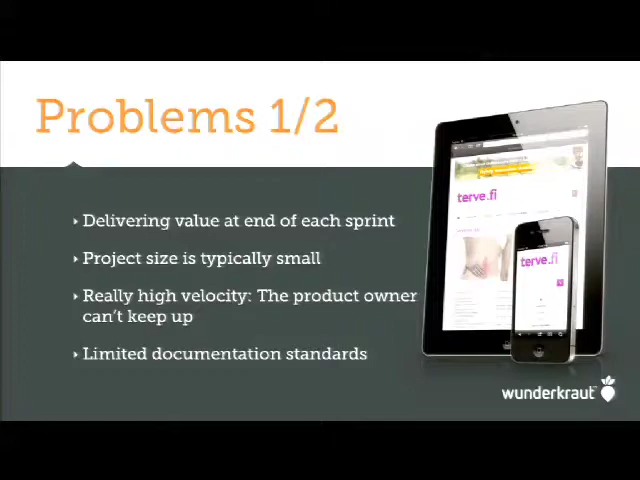 Problems 1/2
Delivering value at end of each sprint
Project size is typically small
Really high velocity: The product owner
can't keep up
Limited documentation standards
terve.fi
terve.fi
wunderkraut